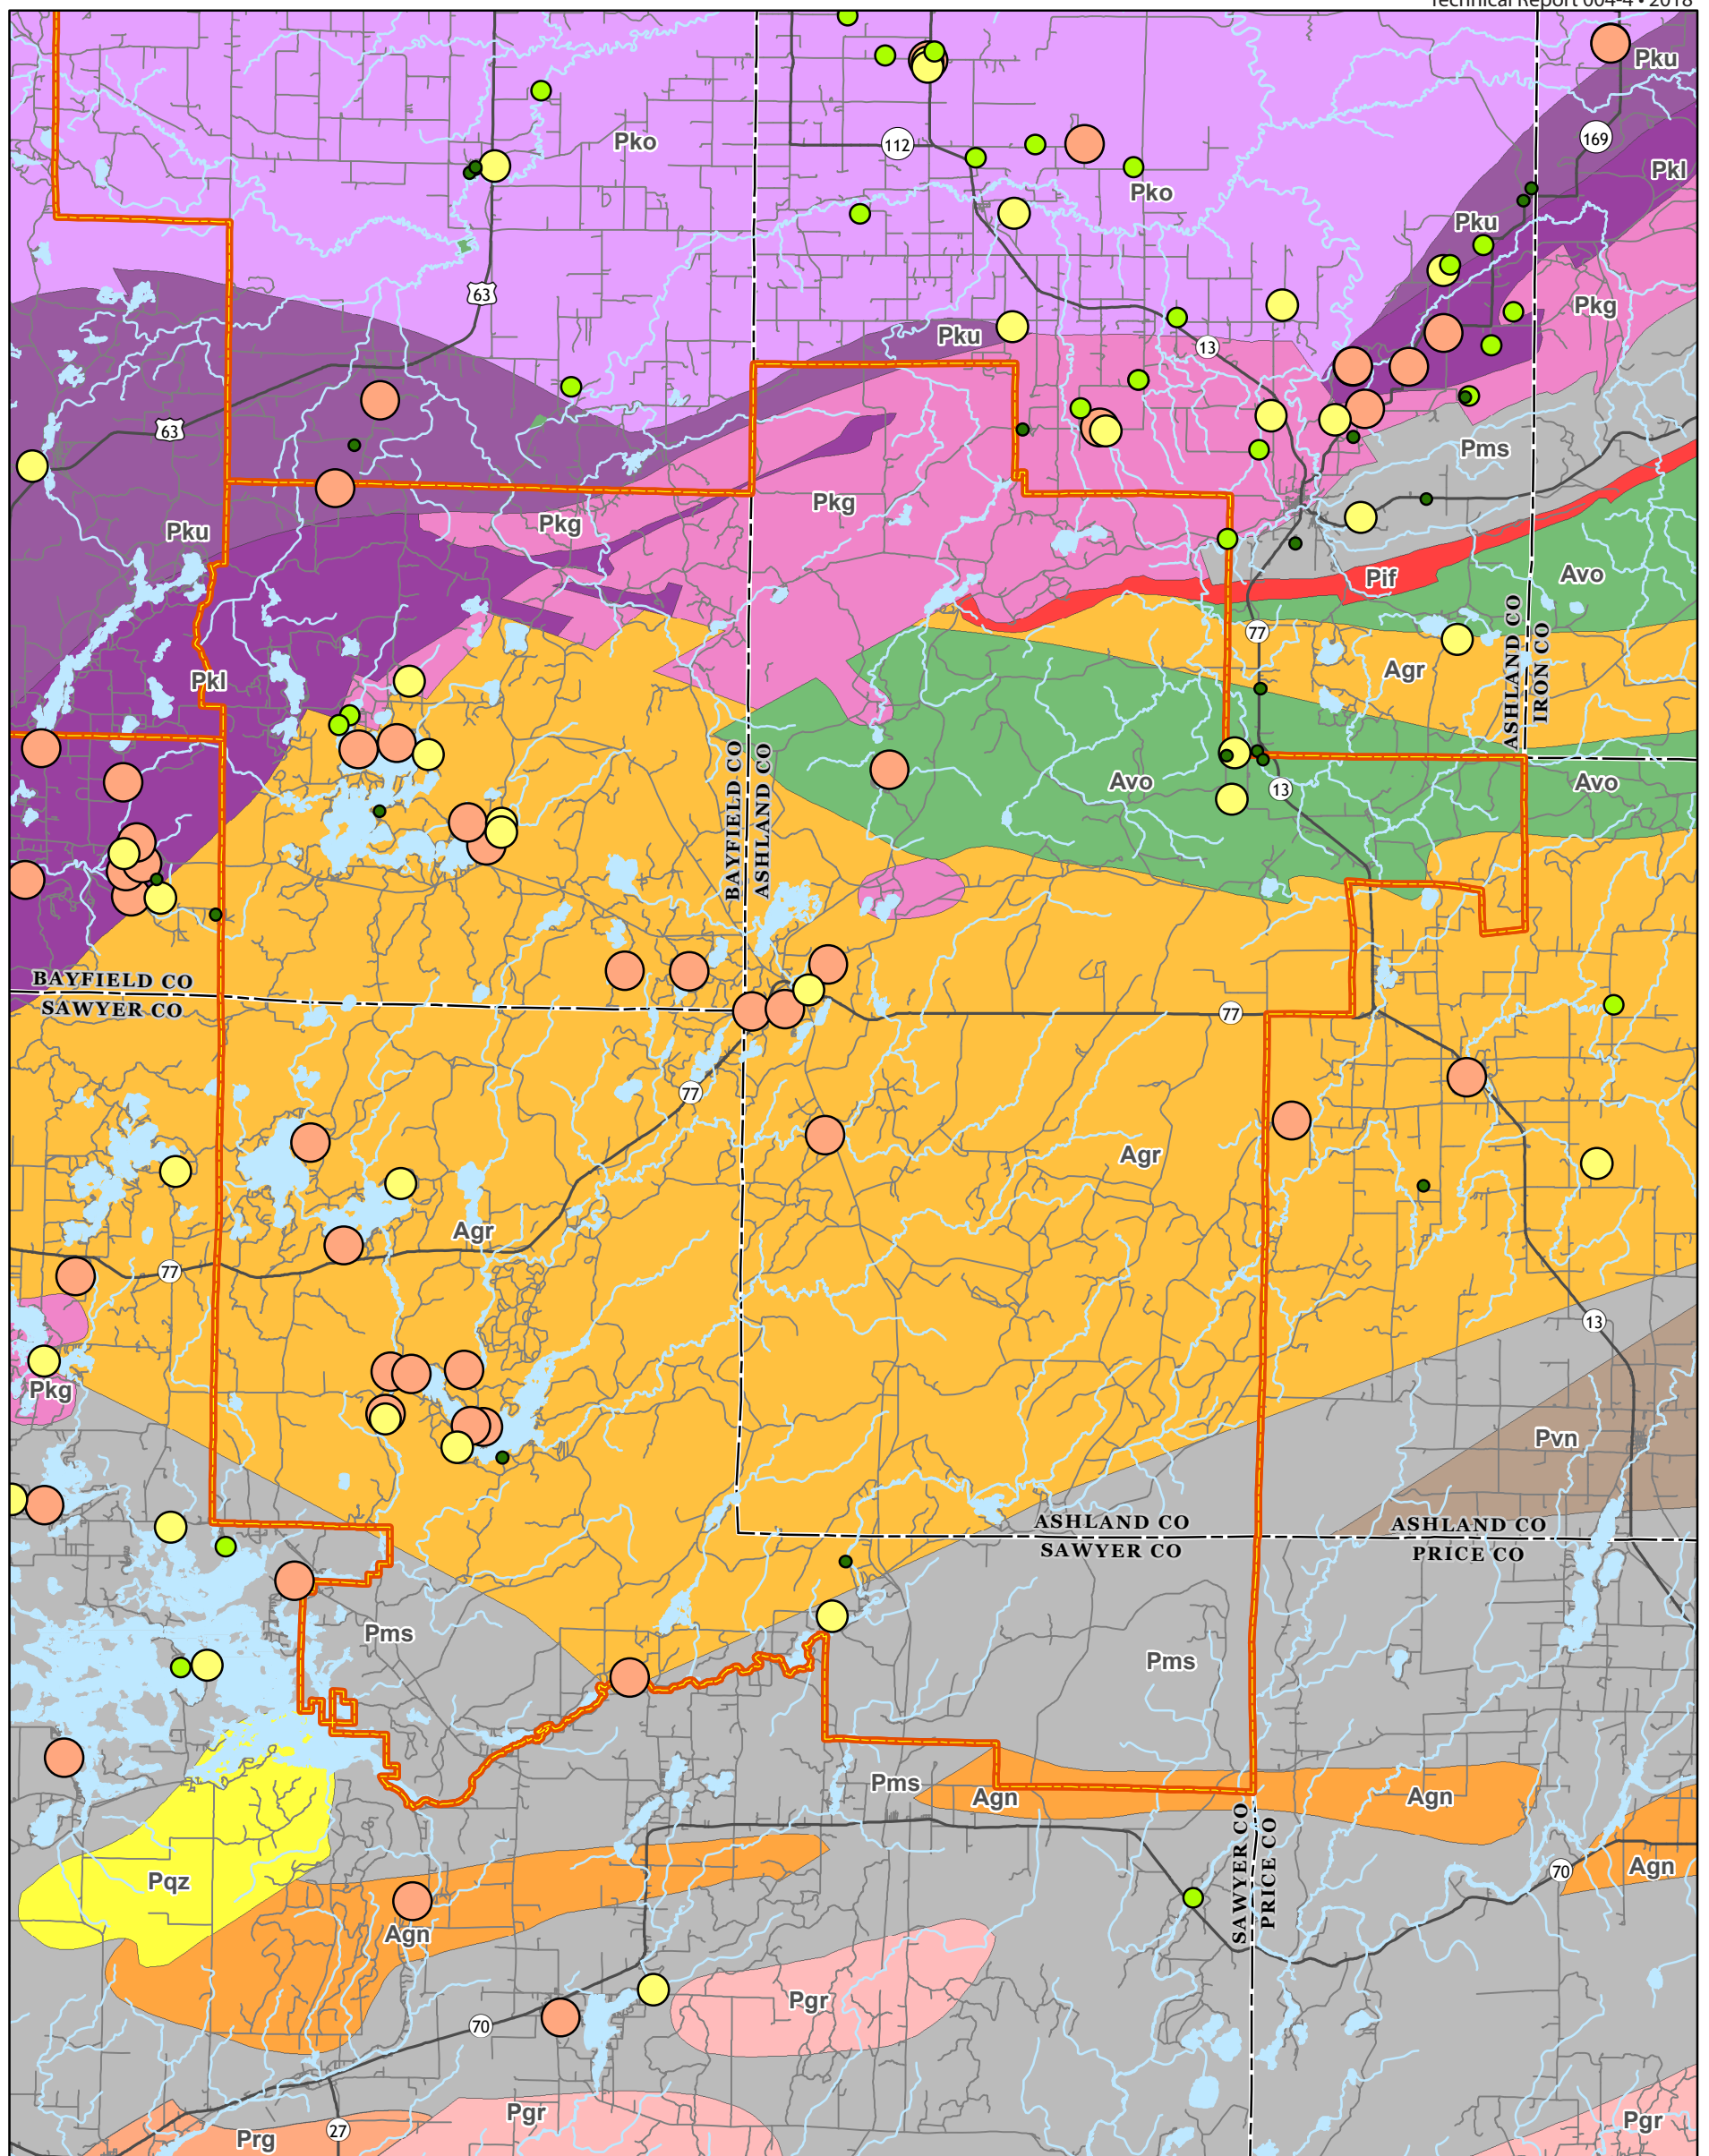 Technical Report 004-4 • 2018
Pku
169
Pko
112
Pkl
Pko
Pku
63
Pkg
Pku
13
63
Pms
Pkg
Pkg
Pku
Pif
Avo
77
ASHLAND CO
IRON CO
Agr
Pkl
BAYFIELD CO
ASHLAND CO
Avo
Avo
13
BAYFIELD CO
SAWYER CO
77
77
Agr
Agr
77
13
Pkg
Pvn
ASHLAND CO
SAWYER CO
ASHLAND CO
PRICE CO
Pms
Pms
Pms
Agn
Agn
SAWYER CO
PRICE CO
Agn
70
Pqz
Agn
Pgr
70
Pgr
Pgr
27
Prg